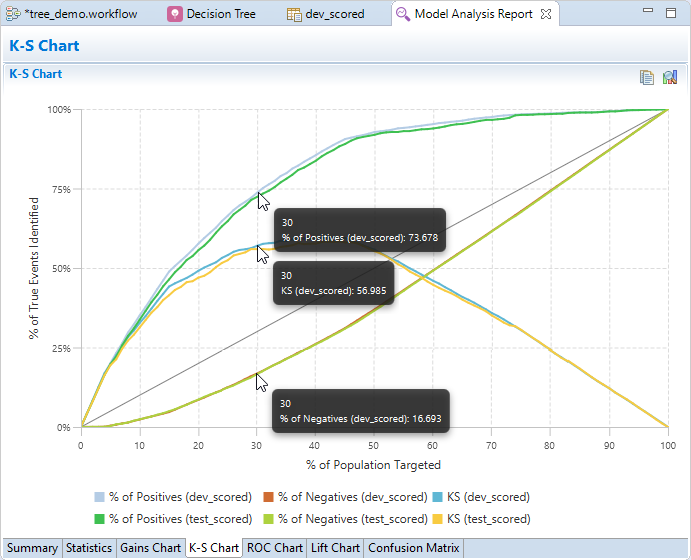 *tree_demo.workflow Decision Tree dev_scored Model Analysis Report
K-S Chart
K-S Chart
100%
75%
50%
25%
0%
% of True Events Identified
30
% of Positives (dev_scored): 73.678
30
KS (dev_scored): 56.985
30
% of Negatives (dev_scored): 16.693
0 10 20 30 40 50 60 70 80 90 100
% of Population Targeted
% of Positives (dev_scored) % of Negatives (dev_scored) KS (dev_scored)
% of Positives (test_scored) % of Negatives (test_scored) KS (test_scored)
Summary Statistics Gains Chart K-S Chart ROC Chart Lift Chart Confusion Matrix